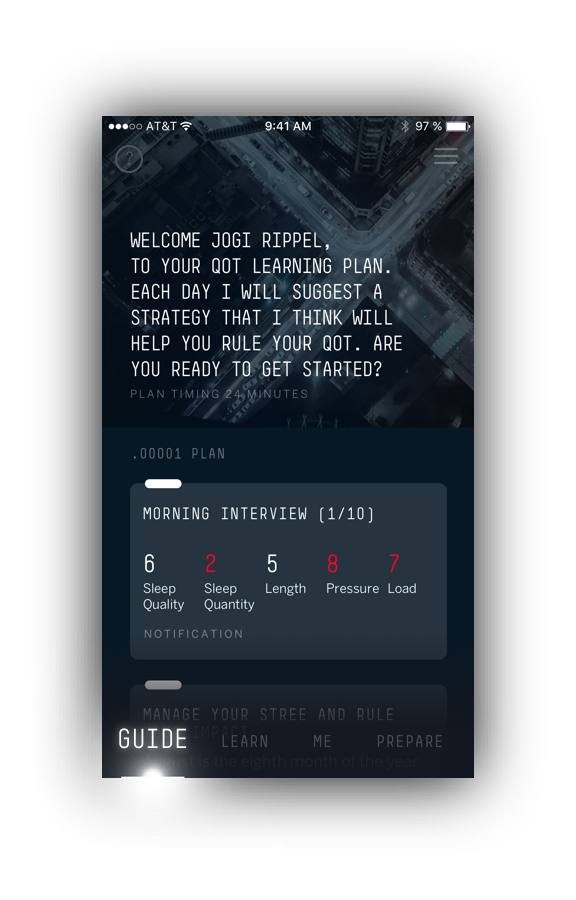 AT&T 9:41 AM 97 %
?
WELCOME JOGI RIPPEL,
TO YOUR QOT LEARNING PLAN.
EACH DAY I WILL SUGGEST A
STRATEGY THAT I THINK WILL
HELP YOU RULE YOUR QOT. ARE
YOU READY TO GET STARTED?
PLAN TIMING 24 MINUTES
.00001 PLAN
MORNING INTERVIEW (1/10)
6 2 5 8 7
Sleep Sleep Length Pressure Load
Quality Quantity
NOTIFICATION
MANAGE YOUR STREE AND RULE
IMPACT
GUIDE LEARN ME PREPARE
August is the eighth month of the year